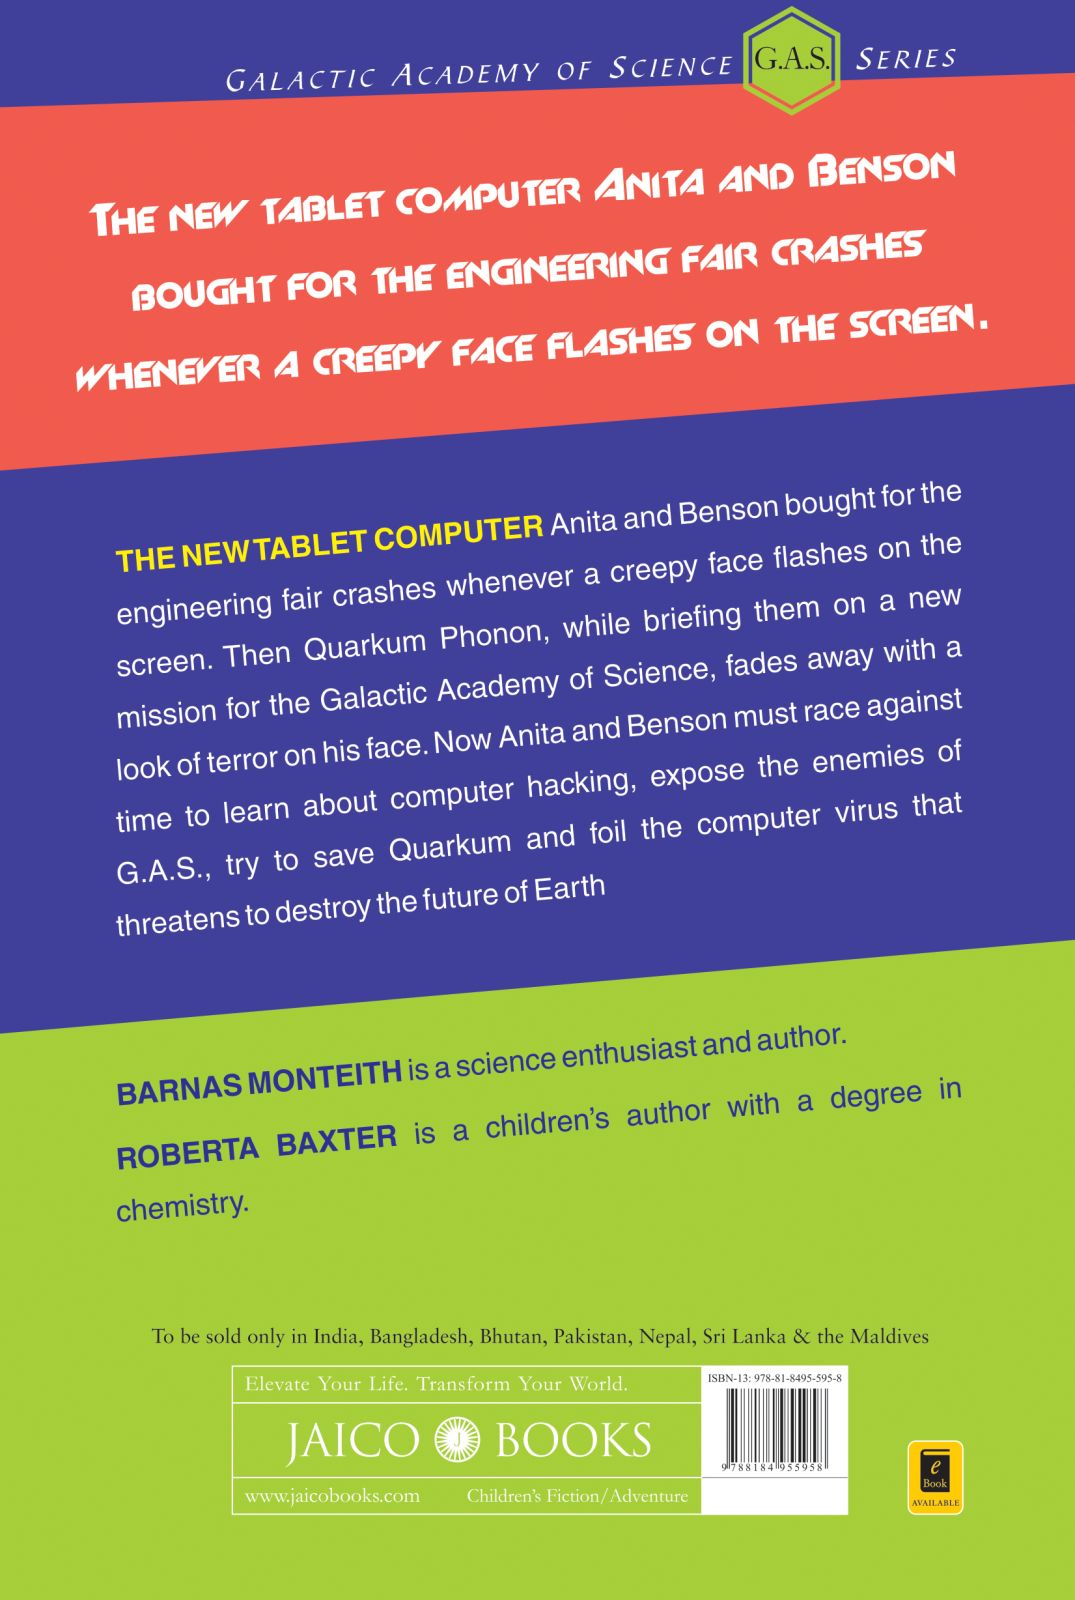 GALACTIC ACADEMY OF SCIENCE G.A.S. SERIES
THE NEW TABLET COMPUTER ANITA AND BENSON
BOUGHT FOR THE ENGINEERING FAIR CRASHES
WHENEVER A CREEPY FACE FLASHES ON THE SCREEN.
THE NEW TABLET COMPUTER Anita and Benson bought for the
engineering fair crashes whenever a creepy face flashes on the
screen. Then Quarkum Phonon, while briefing them on a new
mission for the Galactic Academy of Science, fades away with a
look of terror on his face. Now Anita and Benson must race against
time to learn about computer hacking, expose the enemies of
G.A.S., try to save Quarkum and foil the computer virus that
threatens to destroy the future of Earth
BARNAS MONTEITH is a science enthusiast and author.
ROBERTA BAXTER is a children's author with a degree in
chemistry.
To be sold only in India, Bangladesh, Bhutan, Pakistan, Nepal, Sri Lanka & the Maldives
Elevate Your Life. Transform Your World.
JAICO J BOOKS
www.jaicobooks.com Children's Fiction/Adventure
ISBN-13: 978-81-8495-595-8
9 788184 955958
e
Book
AVAILABLE